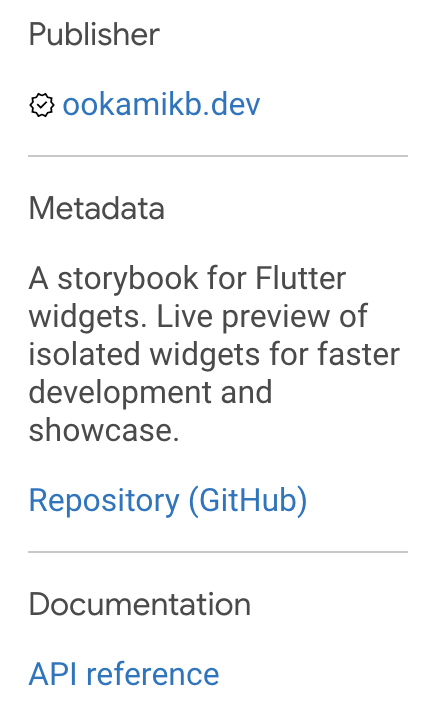 Publisher
ookamikb.dev
Metadata
A storybook for Flutter
widgets. Live preview of
isolated widgets for faster
development and
showcase.
Repository (GitHub)
Documentation
API reference